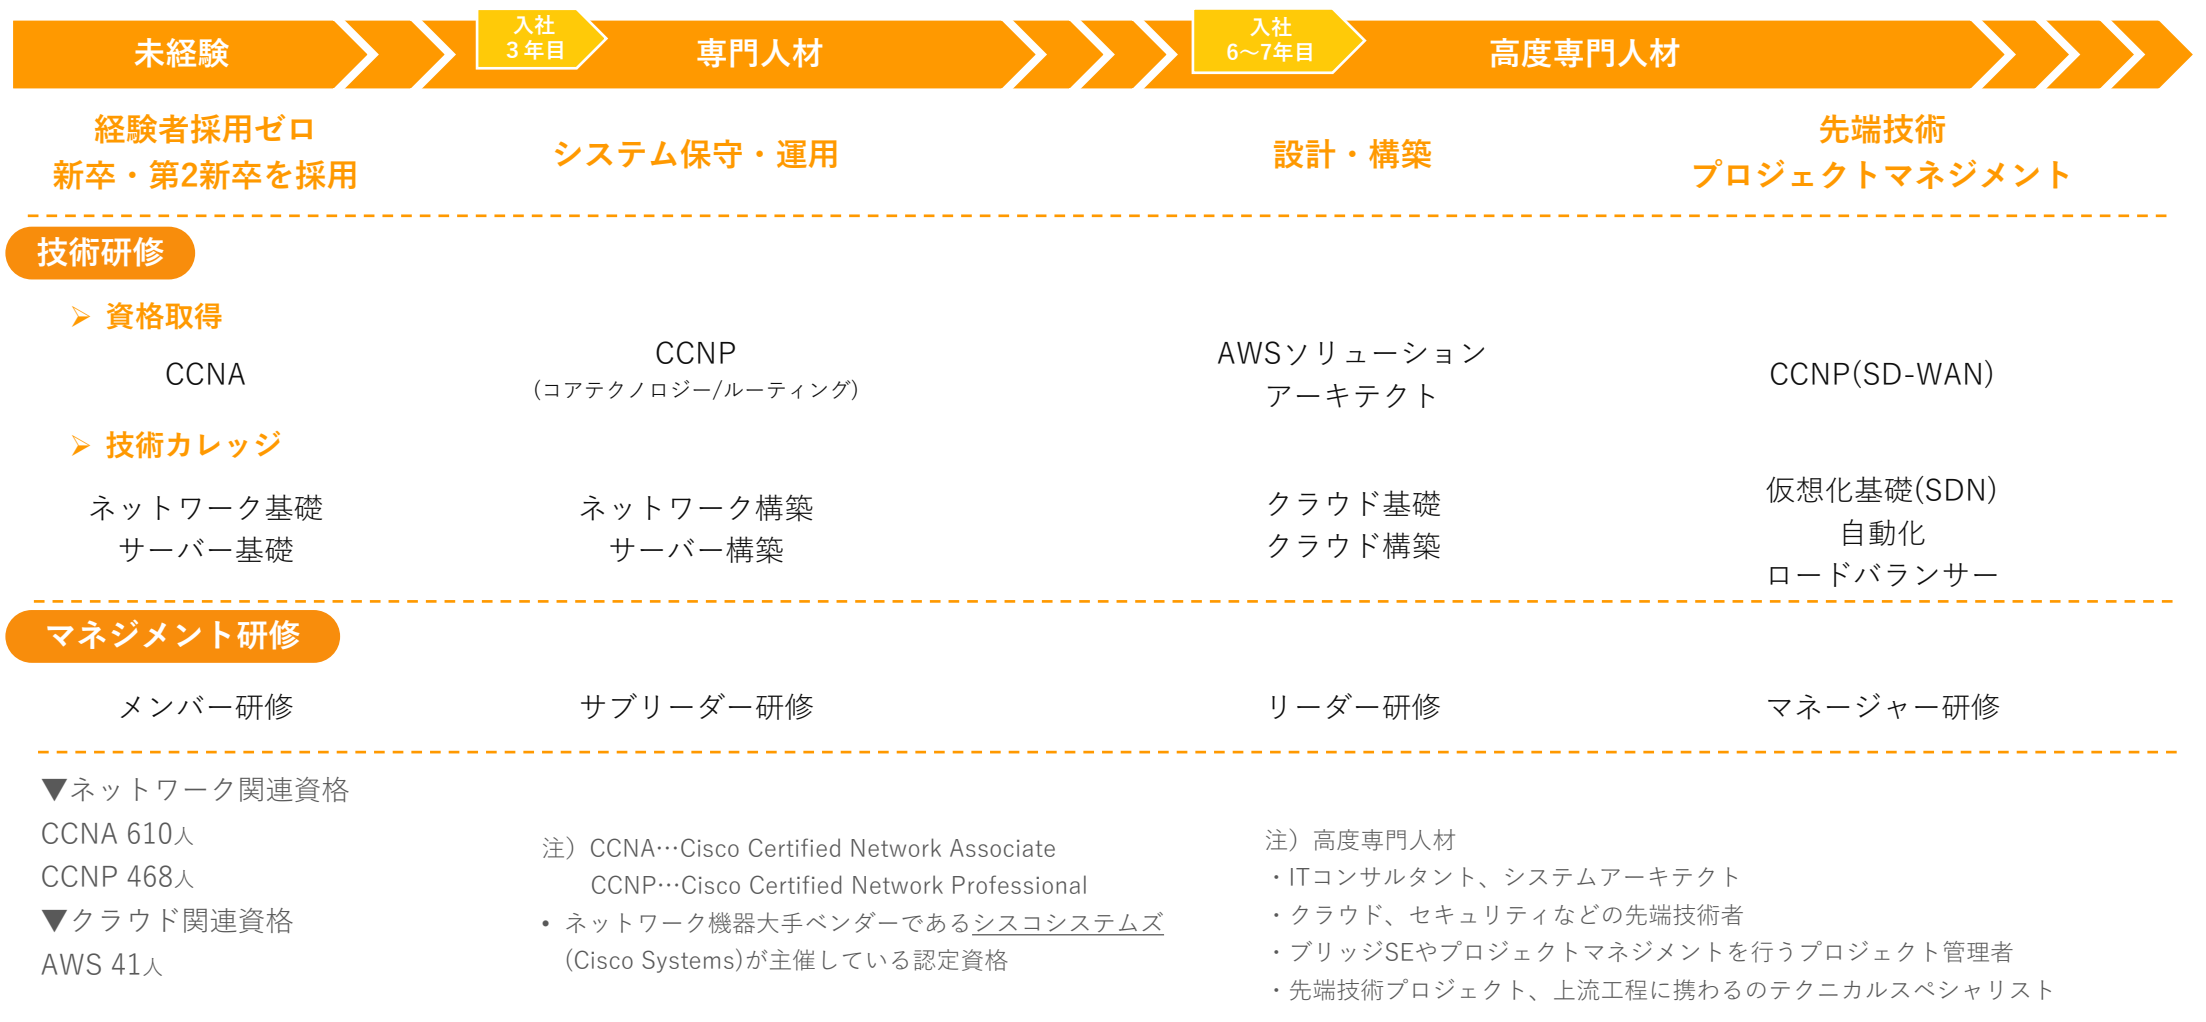 未経験
入社
３年目
専門人材
入社
6～7年目
高度専門人材
経験者採用ゼロ
新卒・第2新卒を採用
システム保守・運用
設計・構築
先端技術
プロジェクトマネジメント
技術研修
➢ 資格取得
CCNA
CCNP
(コアテクノロジー/ルーティング)
AWSソリューション
アーキテクト
CCNP(SD-WAN)
➢ 技術カレッジ
ネットワーク基礎
サーバー基礎
ネットワーク構築
サーバー構築
クラウド基礎
クラウド構築
仮想化基礎(SDN)
自動化
ロードバランサー
マネジメント研修
メンバー研修
サブリーダー研修
リーダー研修
マネージャー研修
▼ネットワーク関連資格
CCNA 610人
CCNP 468人
▼クラウド関連資格
AWS 41人
注）CCNA…Cisco Certified Network Associate
CCNP…Cisco Certified Network Professional
• ネットワーク機器大手ベンダーであるシスコシステムズ
(Cisco Systems)が主催している認定資格
注）高度専門人材
・ITコンサルタント、システムアーキテクト
・クラウド、セキュリティなどの先端技術者
・ブリッジSEやプロジェクトマネジメントを行うプロジェクト管理者
・先端技術プロジェクト、上流工程に携わるのテクニカルスペシャリスト